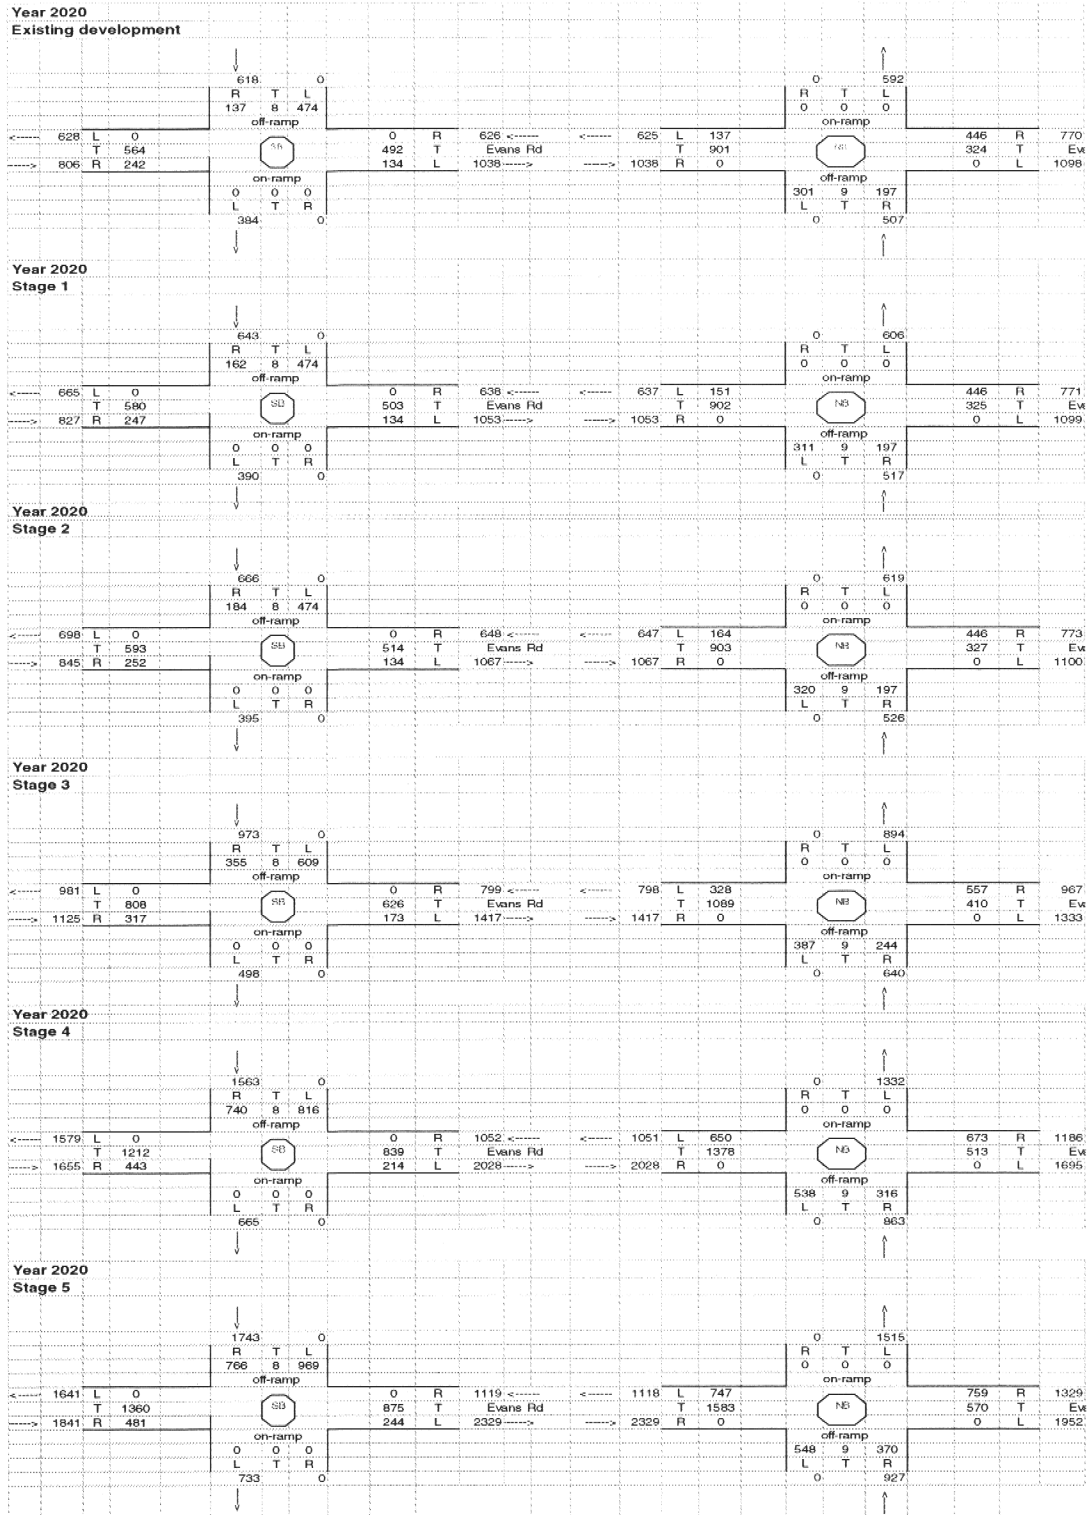 Year 2020
Existing development
618 0 0 592
R T L R T L
137 8 474 0 0 0
off-ramp on-ramp
<----- 628 L 0 0 R 626 <----- <----- 625 L 137 446 R 770
T 564 SB 492 T Evans Rd T 901 324 T Ev
-----> 806 R 242 134 L 1038 -----> -----> 1038 R 0 L 1098
on-ramp off-ramp
0 0 0 301 9 197
L T R L T R
384 0 0 507
Year 2020
Stage 1
643 0 0 606
R T L R T L
162 8 474 0 0 0
off-ramp on-ramp
<----- 665 L 0 0 R 638 <----- <----- 637 L 151 446 R 771
T 580 SB 503 T Evans Rd T 902 NB 325 T Ev
-----> 827 R 247 134 L 1053 -----> -----> 1053 R 0 0 L 1099
on-ramp off-ramp
0 0 0 311 9 197
L T R L T R
390 0 0 517
Year 2020
Stage 2
666 0 0 619
R T L R T L
184 8 474 0 0 0
off-ramp on-ramp
<----- 698 L 0 0 R 648 <----- <----- 647 L 164 446 R 773
T 593 SB 514 T Evans Rd T 903 NB 327 T Ev
-----> 845 R 252 134 L 1067 -----> -----> 1067 R 0 0 L 1100
on-ramp off-ramp
0 0 0 320 9 197
L T R L T R
395 0 0 526
Year 2020
Stage 3
973 0 0 894
R T L R T L
355 8 609 0 0 0
off-ramp on-ramp
<----- 981 L 0 0 R 799 <----- <----- 798 L 328 557 R 967
T 808 SB 626 T Evans Rd T 1089 NB 410 T Ev
-----> 1125 R 317 173 L 1417 -----> -----> 1417 R 0 0 L 1333
on-ramp off-ramp
0 0 0 387 9 244
L T R L T R
498 0 0 640
Year 2020
Stage 4
1563 0 0 1332
R T L R T L
740 8 816 0 0 0
off-ramp on-ramp
<----- 1579 L 0 0 R 1052 <----- <----- 1051 L 650 673 R 1186
T 1212 SB 839 T Evans Rd T 1378 NB 513 T Ev
-----> 1655 R 443 214 L 2028 -----> -----> 2028 R 0 0 L 1695
on-ramp off-ramp
0 0 0 538 9 316
L T R L T R
665 0 0 863
Year 2020
Stage 5
1743 0 0 1515
R T L R T L
766 8 969 0 0 0
off-ramp on-ramp
<----- 1641 L 0 0 R 1119 <----- <----- 1118 L 747 759 R 1329
T 1360 SB 875 T Evans Rd T 1583 NB 570 T Ev
-----> 1841 R 481 244 L 2329 -----> -----> 2329 R 0 0 L 1952
on-ramp off-ramp
0 0 0 548 9 370
L T R L T R
733 0 0 927